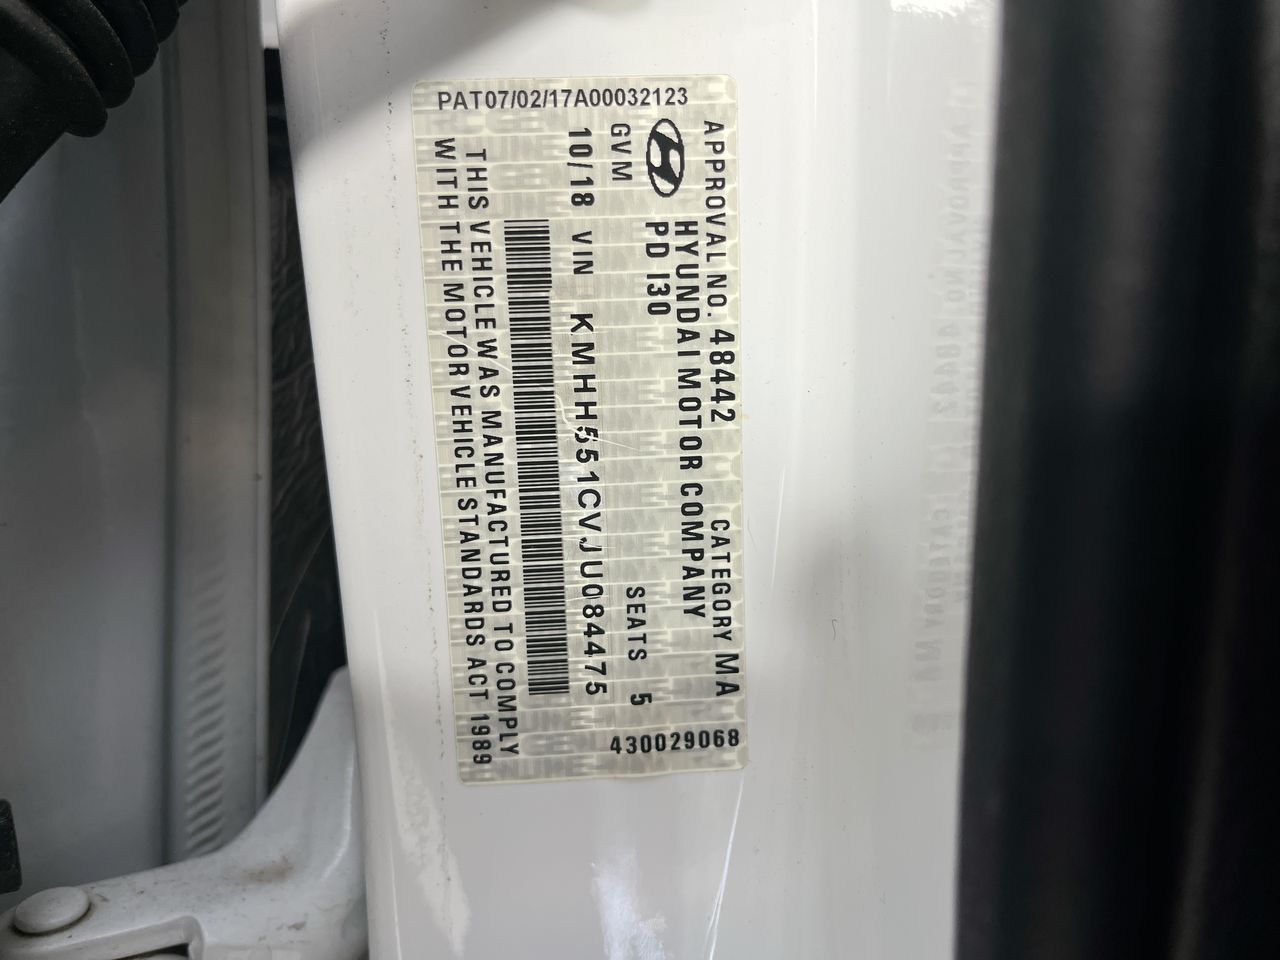 PAT07/02/17A00032123
APPROVAL NO. 48442 CATEGORY MA
HYUNDAI MOTOR COMPANY
PD I30
GVM SEATS 5
10/18 VIN KMHH551CVJU084475
THIS VEHICLE WAS MANUFACTURED TO COMPLY
WITH THE MOTOR VEHICLE STANDARDS ACT 1989
430029068